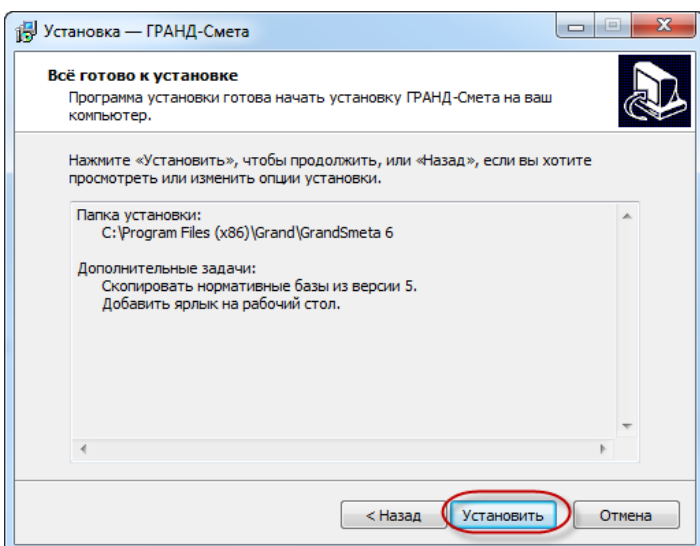 Установка — ГРАНД-Смета
Всё готово к установке
Программа установки готова начать установку ГРАНД-Смета на ваш
компьютер.
Нажмите «Установить», чтобы продолжить, или «Назад», если вы хотите
просмотреть или изменить опции установки.
Папка установки:
C:\Program Files (x86)\Grand\GrandSmeta 6
Дополнительные задачи:
Скопировать нормативные базы из версии 5.
Добавить ярлык на рабочий стол.
< Назад
Установить
Отмена